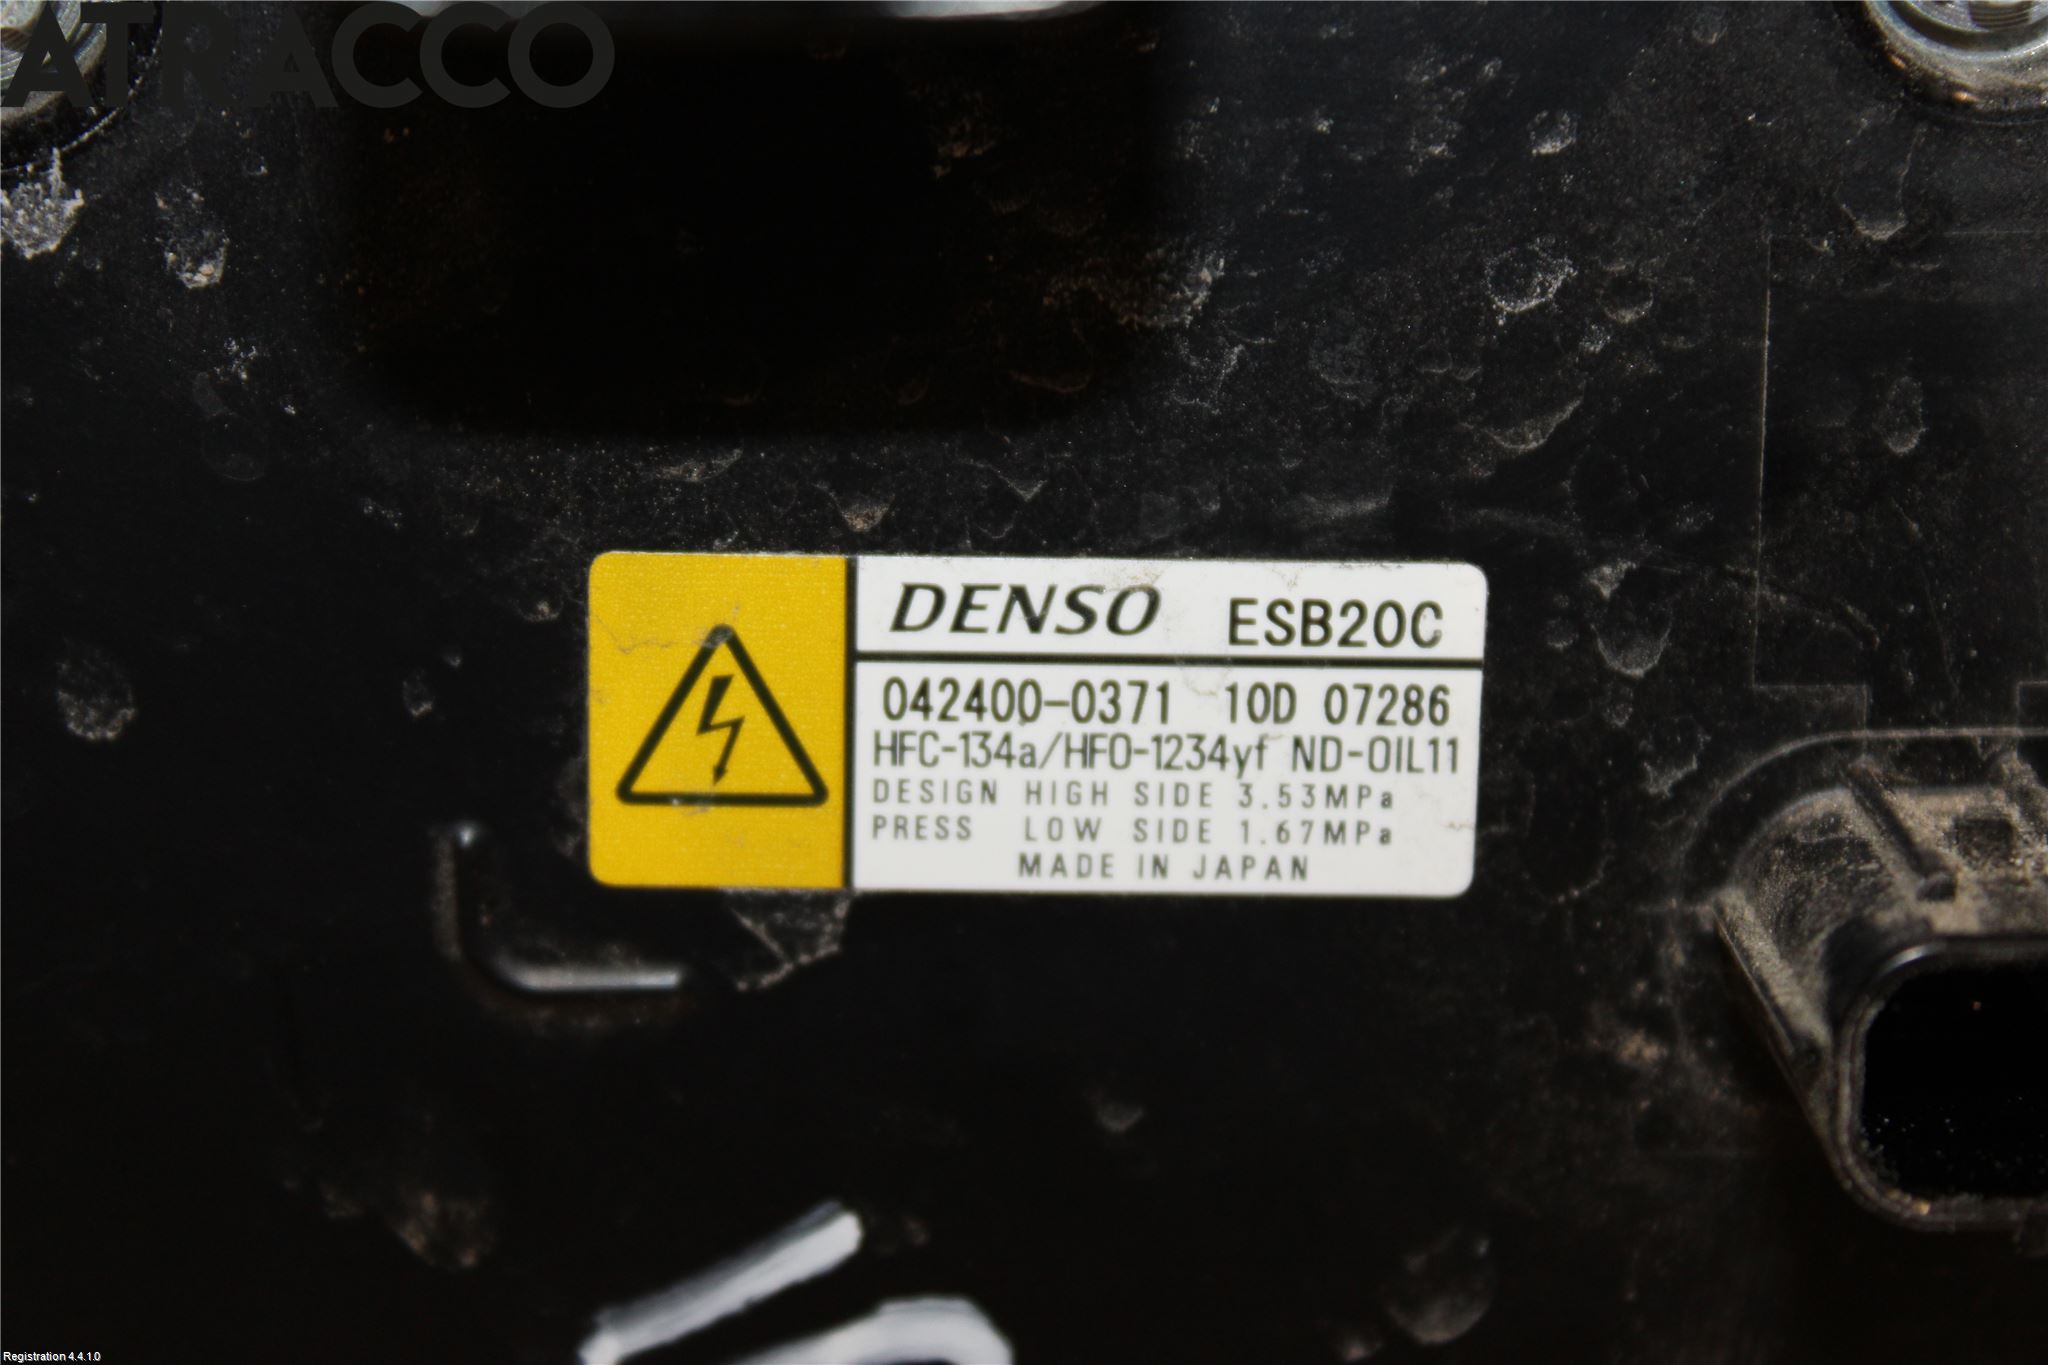 ATRACCO
DENSO ESB20C
042400-0371 10D 07286
HFC-134a/HFO-1234yf ND-OIL11
DESIGN HIGH SIDE 3.53MPa
PRESS LOW SIDE 1.67MPa
MADE IN JAPAN
Registration 4.4.1.0